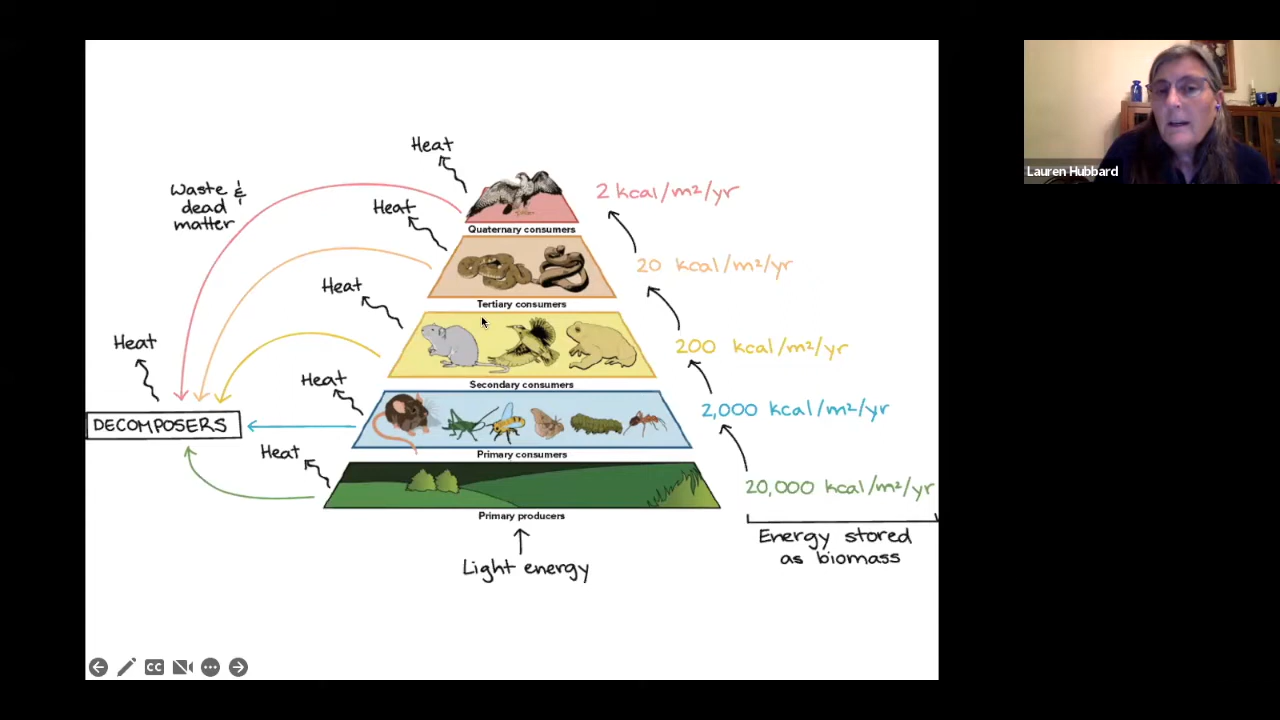 Heat
Waste &
dead
matter
Heat
2 kcal/m²/yr
Quaternary consumers
20 kcal/m²/yr
Heat
Tertiary consumers
Heat
200 kcal/m²/yr
Secondary consumers
Heat
2,000 kcal/m²/yr
DECOMPOSERS
Heat
Primary consumers
20,000 kcal/m²/yr
Primary producers
Energy stored
as biomass
Light energy
CC
Lauren Hubbard